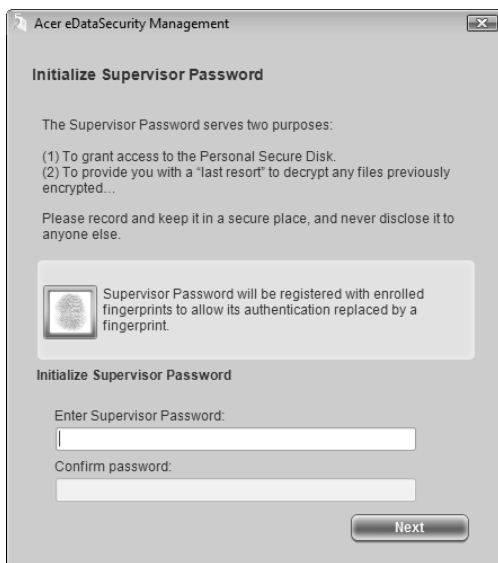 Acer eDataSecurity Management
Initialize Supervisor Password
The Supervisor Password serves two purposes:
(1) To grant access to the Personal Secure Disk.
(2) To provide you with a “last resort” to decrypt any files previously
encrypted...
Please record and keep it in a secure place, and never disclose it to
anyone else.
Supervisor Password will be registered with enrolled
fingerprints to allow its authentication replaced by a
fingerprint.
Initialize Supervisor Password
Enter Supervisor Password:
Confirm password:
Next